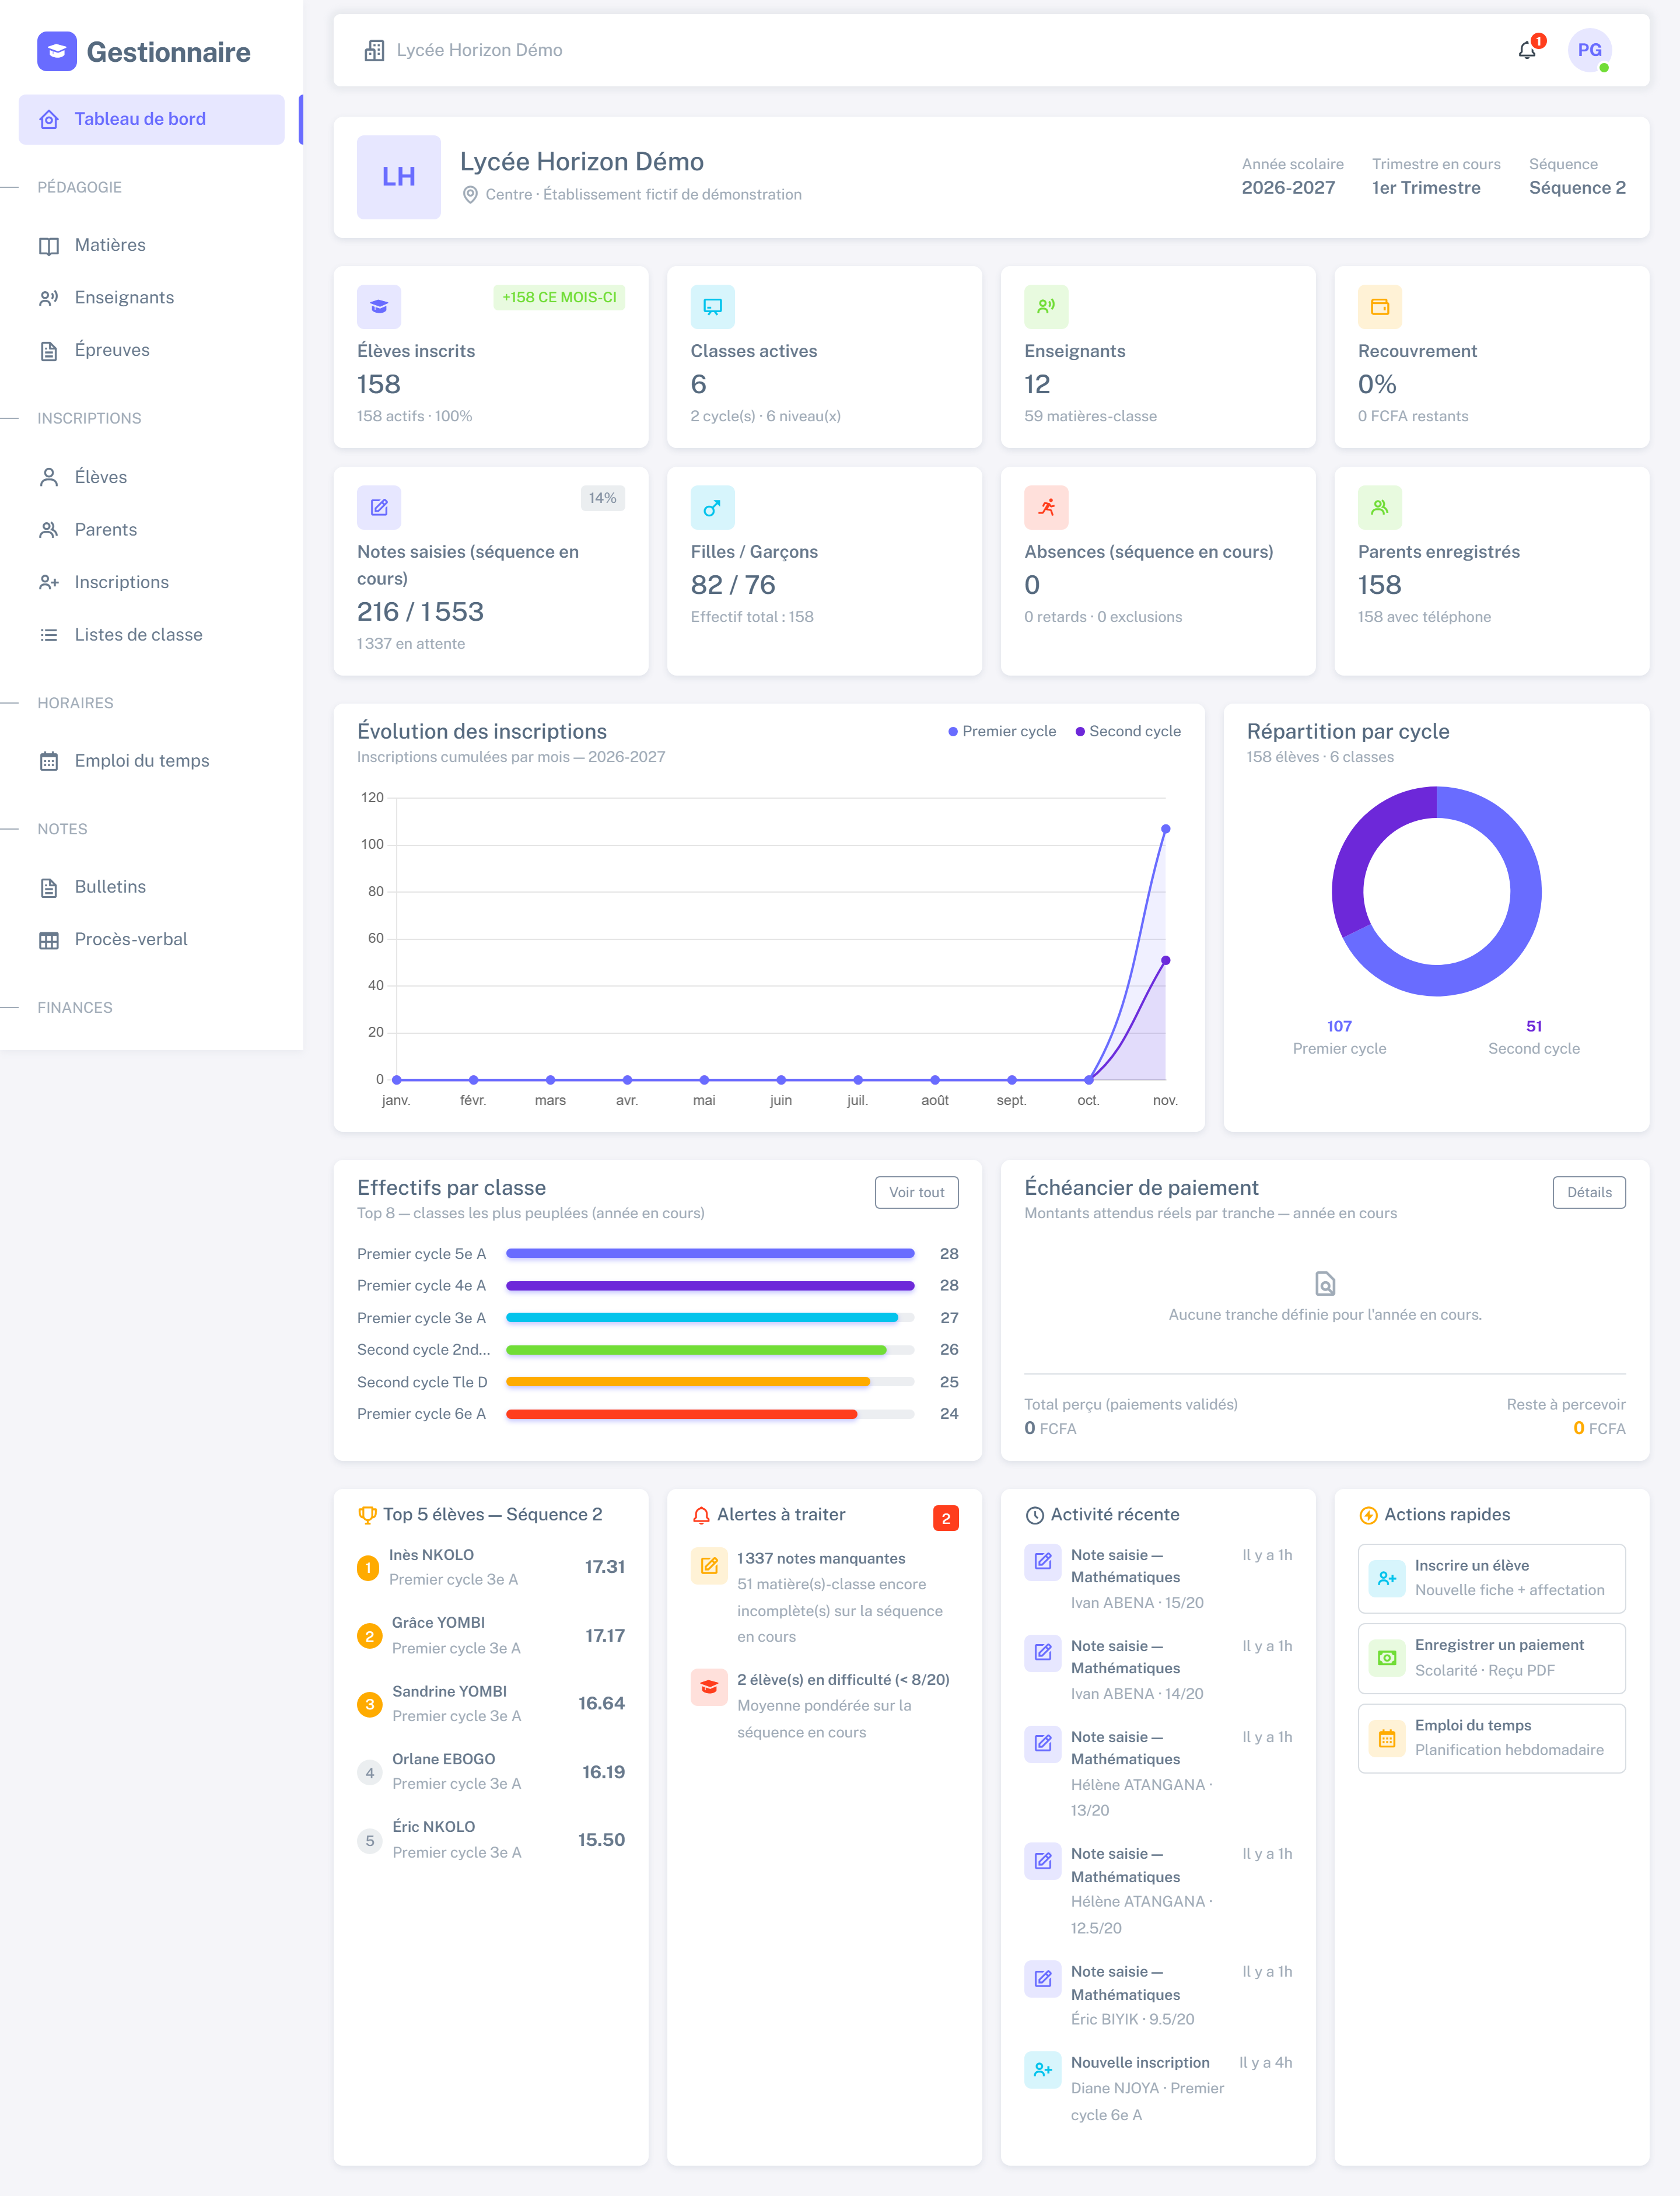 Gestionnaire
Tableau de bord
PÉDAGOGIE
Matières
Enseignants
Épreuves
INSCRIPTIONS
Élèves
Parents
Inscriptions
Listes de classe
HORAIRES
Emploi du temps
NOTES
Bulletins
Procès-verbal
FINANCES
Lycée Horizon Démo
1
PG
LH
Lycée Horizon Démo
Centre · Établissement fictif de démonstration
Année scolaire
2026-2027
Trimestre en cours
1er Trimestre
Séquence
Séquence 2
+158 CE MOIS-CI
Élèves inscrits
158
158 actifs · 100%
Classes actives
6
2 cycle(s) · 6 niveau(x)
Enseignants
12
59 matières-classe
Recouvrement
0%
0 FCFA restants
14%
Notes saisies (séquence en
cours)
216 / 1 553
1 337 en attente
Filles / Garçons
82 / 76
Effectif total : 158
Absences (séquence en cours)
0
0 retards · 0 exclusions
Parents enregistrés
158
158 avec téléphone
Évolution des inscriptions
Inscriptions cumulées par mois — 2026-2027
Premier cycle
Second cycle
120
100
80
60
40
20
0
janv. févr. mars avr. mai juin juil. août sept. oct. nov.
Répartition par cycle
158 élèves · 6 classes
107
Premier cycle
51
Second cycle
Effectifs par classe
Top 8 — classes les plus peuplées (année en cours)
Voir tout
Premier cycle 5e A 28
Premier cycle 4e A 28
Premier cycle 3e A 27
Second cycle 2nd... 26
Second cycle Tle D 25
Premier cycle 6e A 24
Échéancier de paiement
Montants attendus réels par tranche — année en cours
Détails
Aucune tranche définie pour l'année en cours.
Total perçu (paiements validés)
0 FCFA
Reste à percevoir
0 FCFA
Top 5 élèves — Séquence 2
1
Inès NKOLO
Premier cycle 3e A
17.31
2
Grâce YOMBI
Premier cycle 3e A
17.17
3
Sandrine YOMBI
Premier cycle 3e A
16.64
4
Orlane EBOGO
Premier cycle 3e A
16.19
5
Éric NKOLO
Premier cycle 3e A
15.50
Alertes à traiter
2
1 337 notes manquantes
51 matière(s)-classe encore
incomplète(s) sur la séquence
en cours
2 élève(s) en difficulté (< 8/20)
Moyenne pondérée sur la
séquence en cours
Activité récente
Note saisie — Il y a 1h
Mathématiques
Ivan ABENA · 15/20
Note saisie — Il y a 1h
Mathématiques
Ivan ABENA · 14/20
Note saisie — Il y a 1h
Mathématiques
Hélène ATANGANA ·
13/20
Note saisie — Il y a 1h
Mathématiques
Hélène ATANGANA ·
12.5/20
Note saisie — Il y a 1h
Mathématiques
Éric BIYIK · 9.5/20
Nouvelle inscription Il y a 4h
Diane NJOYA · Premier
cycle 6e A
Actions rapides
Inscrire un élève
Nouvelle fiche + affectation
Enregistrer un paiement
Scolarité · Reçu PDF
Emploi du temps
Planification hebdomadaire